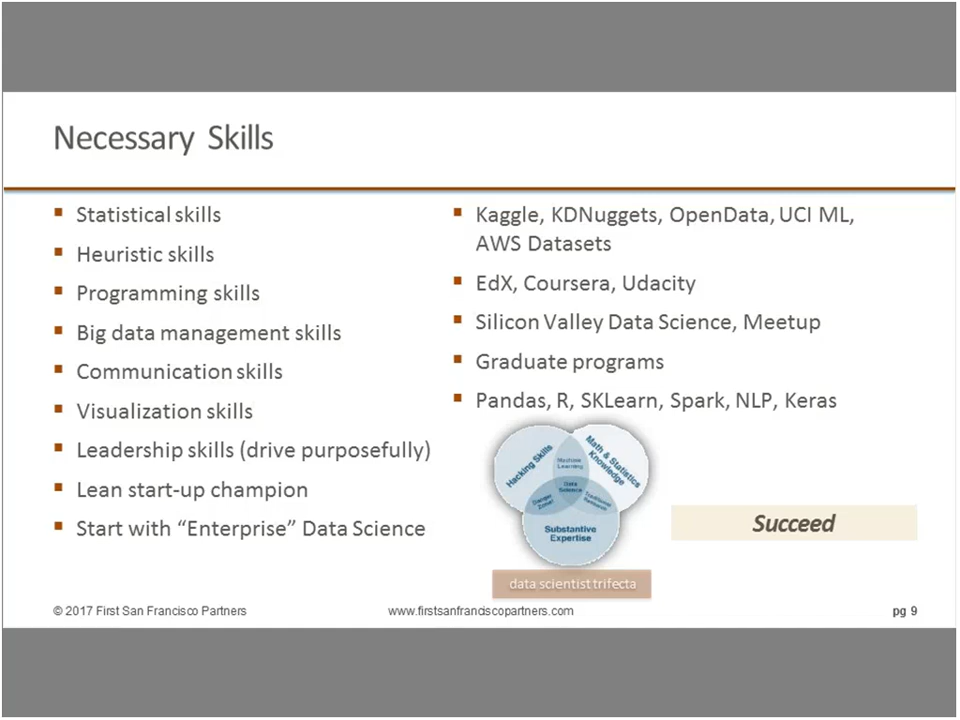 Necessary Skills
Statistical skills
Heuristic skills
Programming skills
Big data management skills
Communication skills
Visualization skills
Leadership skills (drive purposefully)
Lean start-up champion
Start with “Enterprise” Data Science
Kaggle, KDNuggets, OpenData, UCI ML,
AWS Datasets
EdX, Coursera, Udacity
Silicon Valley Data Science, Meetup
Graduate programs
Pandas, R, SKLearn, Spark, NLP, Keras
Hacking Skills
Math & Statistics
Knowledge
Machine
Learning
Data
Science
Danger
Zone!
Traditional
Research
Substantive
Expertise
data scientist trifecta
Succeed
© 2017 First San Francisco Partners
www.firstsanfranciscopartners.com
pg 9